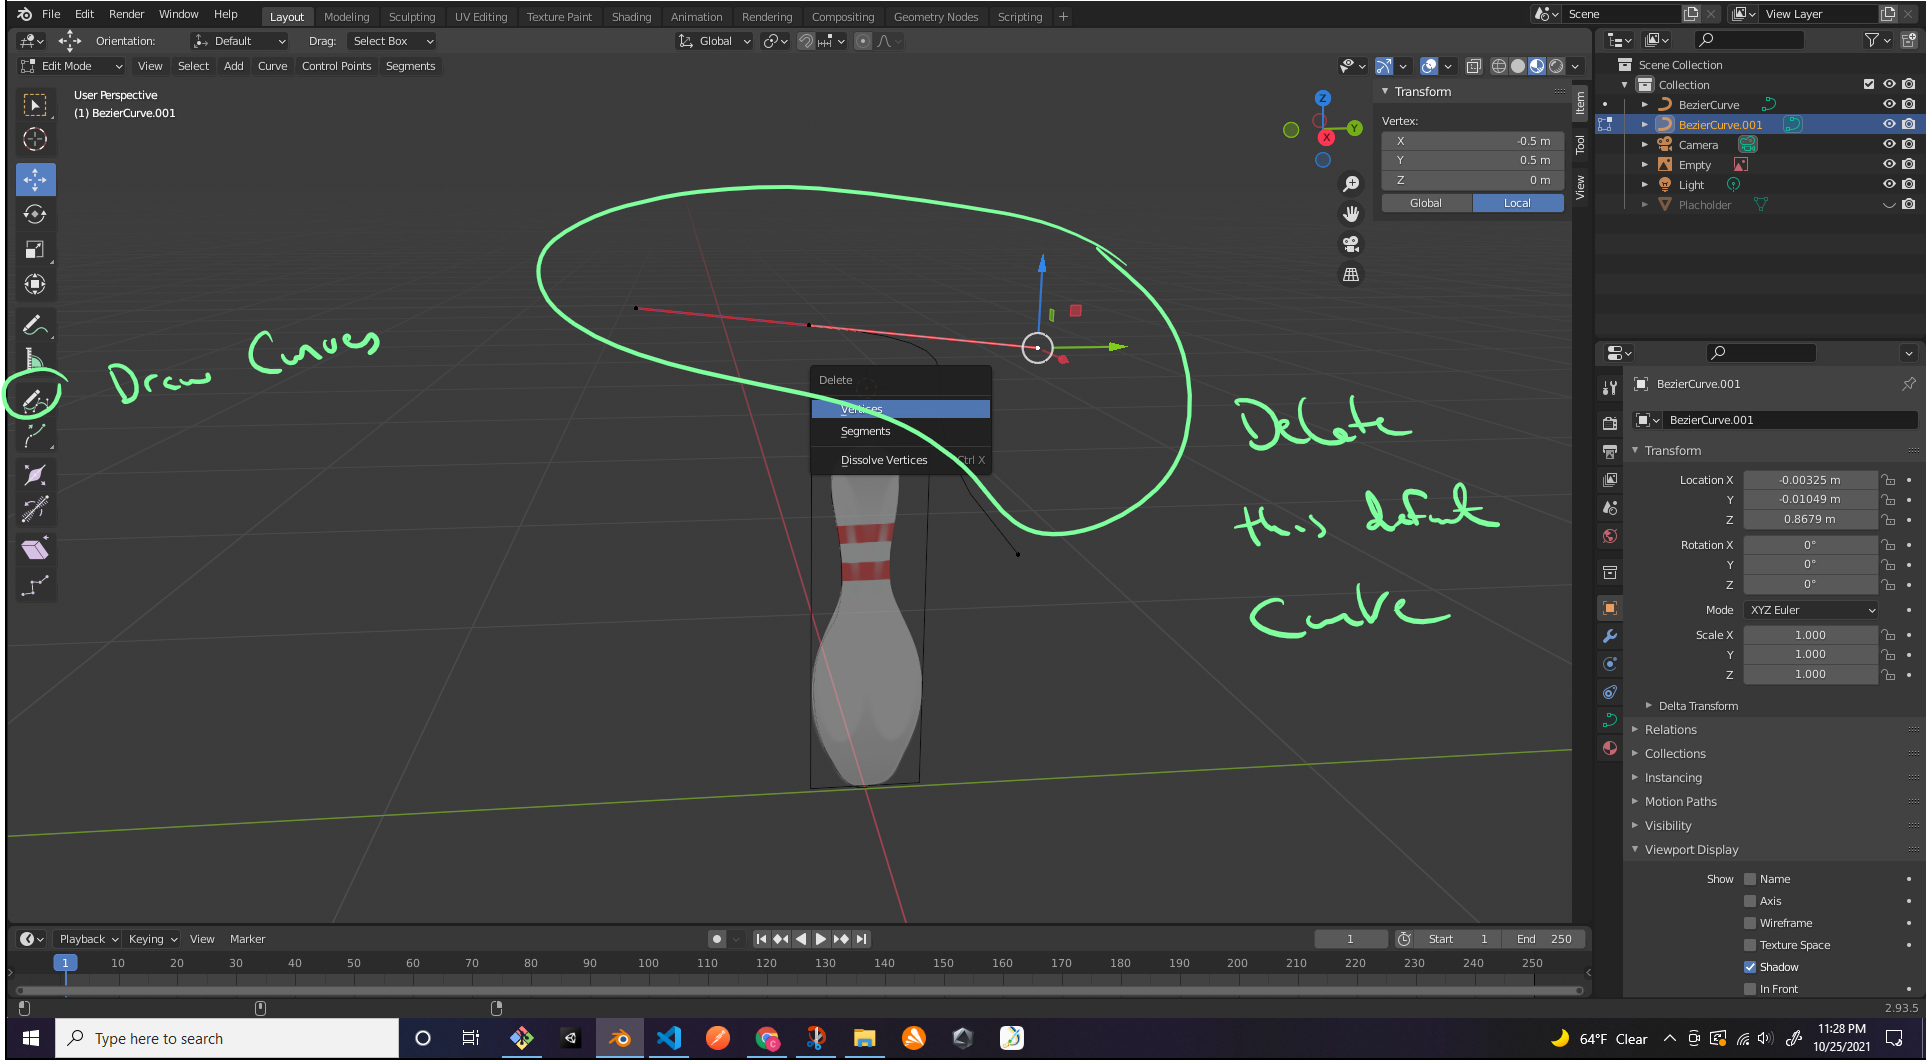 File Edit Render Window Help
Layout Modeling Sculpting UV Editing Texture Paint Shading Animation Rendering Compositing Geometry Nodes Scripting +
Scene
View Layer
Orientation: Default Drag: Select Box
Global
Edit Mode View Select Add Curve Control Points Segments
User Perspective
(1) BezierCurve.001
Z
Y
X
Transform
Vertex:
X -0.5 m
Y 0.5 m
Z 0 m
Global Local
Item
Tool
View
Scene Collection
Collection
BezierCurve
BezierCurve.001
Camera
Empty
Light
Placholder
Draw Curves
Delete
Vertices
Segments
Dissolve Vertices Ctrl X
Delete
this default
Curve
BezierCurve.001
BezierCurve.001
Transform
Location X -0.00325 m
Y -0.01049 m
Z 0.8679 m
Rotation X 0°
Y 0°
Z 0°
Mode XYZ Euler
Scale X 1.000
Y 1.000
Z 1.000
Delta Transform
Relations
Collections
Instancing
Motion Paths
Visibility
Viewport Display
Show Name
Axis
Wireframe
Texture Space
Shadow
In Front
Playback Keying View Marker
1 Start 1 End 250
1 10 20 30 40 50 60 70 80 90 100 110 120 130 140 150 160 170 180 190 200 210 220 230 240 250
2.93.5
Type here to search
64°F Clear
11:28 PM
10/25/2021